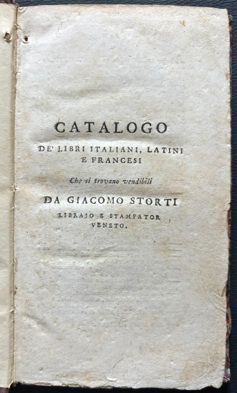 CATALOGO
DE' LIBRI ITALIANI, LATINI
E FRANCESI
Che si trovano vendibili
DA GIACOMO STORTI
LIBRAJO E STAMPATOR
VENETO.